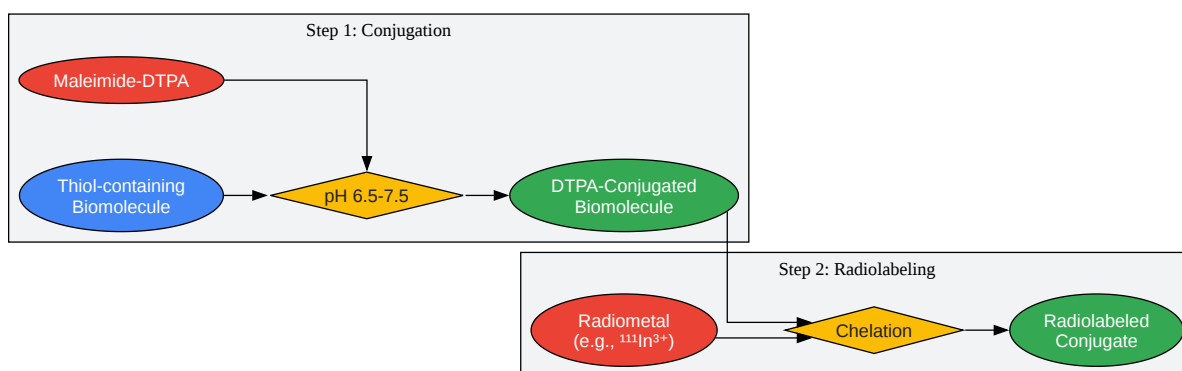 Step 1: Conjugation
Maleimide-DTPA
Thiol-containing
Biomolecule
pH 6.5-7.5
DTPA-Conjugated
Biomolecule
Step 2: Radiolabeling
Radiometal
(e.g., ¹¹¹In³⁺)
Chelation
Radiolabeled
Conjugate